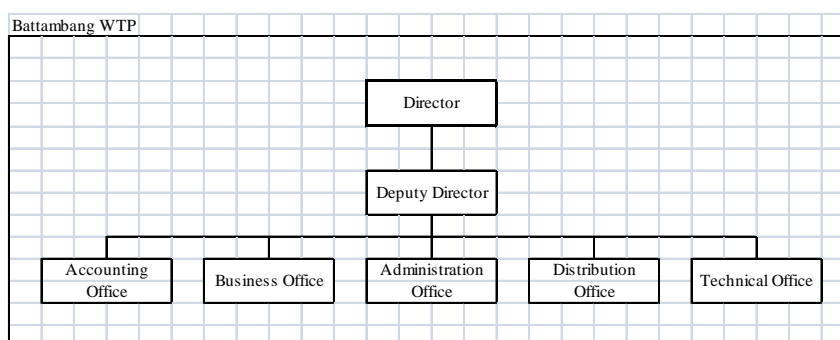 Battambang WTP
Director
Deputy Director
Accounting
Office
Business Office
Administration
Office
Distribution
Office
Technical Office